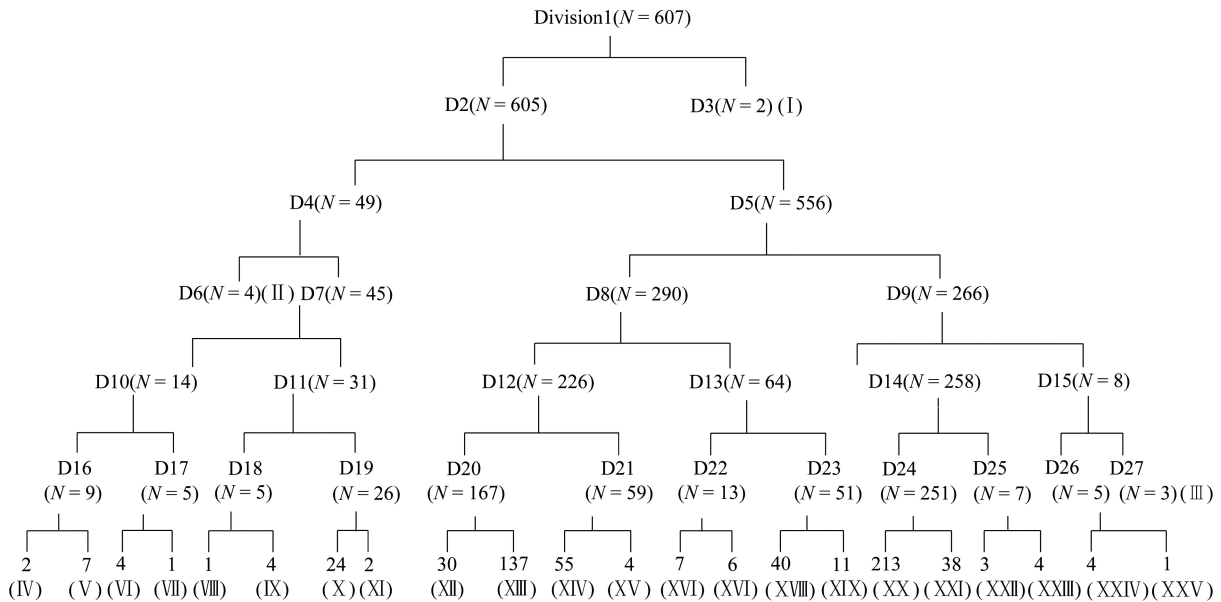 Division1(N = 607)
D2(N = 605) D3(N = 2) (Ⅰ)
D4(N = 49) D5(N = 556)
D6(N = 4)(Ⅱ) D7(N = 45) D8(N = 290) D9(N = 266)
D10(N = 14) D11(N = 31) D12(N = 226) D13(N = 64) D14(N = 258) D15(N = 8)
D16 D17 D18 D19 D20 D21 D22 D23 D24 D25 D26 D27
(N = 9) (N = 5) (N = 5) (N = 26) (N = 167) (N = 59) (N = 13) (N = 51) (N = 251) (N = 7) (N = 5) (N = 3)(Ⅲ)
2 7 4 1 1 4 24 2 30 137 55 4 7 6 40 11 213 38 3 4 4 1
(Ⅳ) (Ⅴ) (Ⅵ) (Ⅶ) (Ⅷ) (Ⅸ) (Ⅹ) (Ⅺ) (Ⅻ) (XⅢ) (XⅣ) (XⅤ) (XⅥ) (XⅥ) (XⅧ) (XⅨ) (XX) (XXⅠ) (XXⅡ) (XXⅢ) (XXⅣ) (XXⅤ)